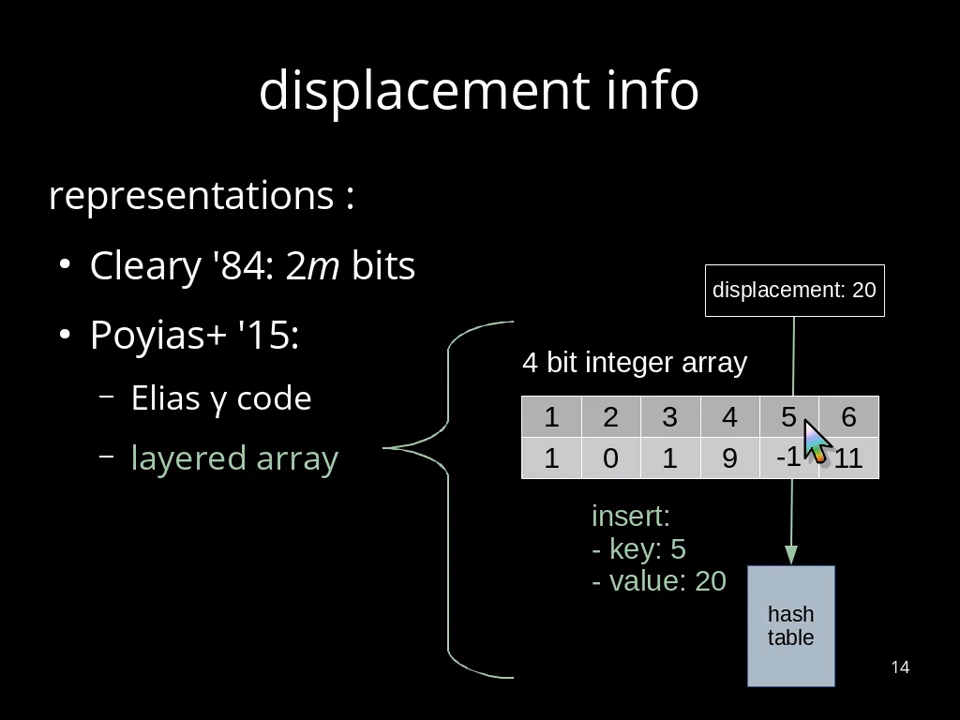 displacement info
representations :
• Cleary '84: 2m bits
• Poyias+ '15:
– Elias γ code
– layered array
displacement: 20
4 bit integer array
1 2 3 4 5 6
1 0 1 9 -1 11
insert:
- key: 5
- value: 20
hash
table
14